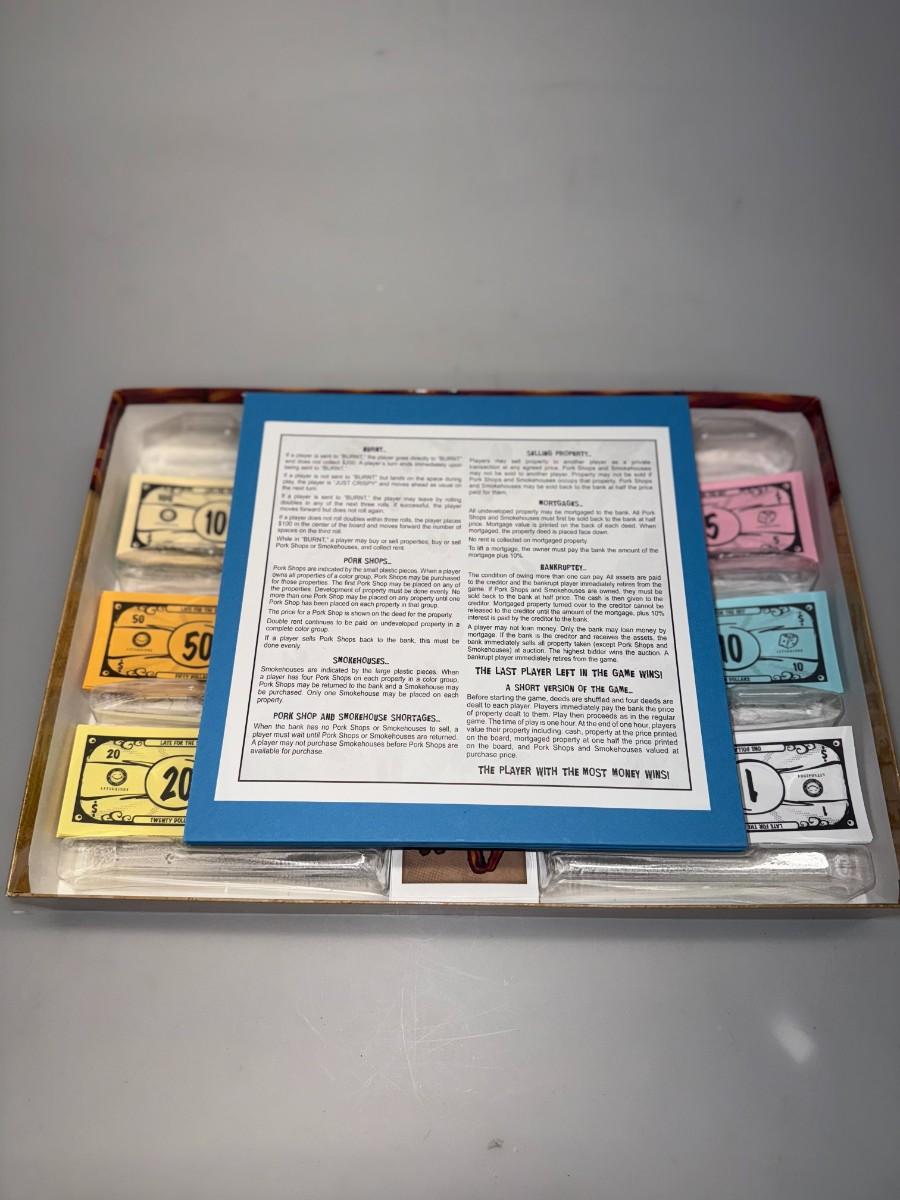 BURNT...
If a player is sent to "BURNT," the player goes directly to "BURNT"
and does not collect $200. A player's turn ends immediately upon
being sent to "BURNT."
If a player is not sent to "BURNT" but lands on the space during
play, the player is "JUST CRISPY" and moves ahead as usual on
the next turn.
If a player is sent to "BURNT," the player may leave by rolling
doubles in any of the next three rolls. If successful, the player
moves forward but does not roll again.
If a player does not roll doubles within three rolls, the player places
$100 in the center of the board and moves forward the number of
spaces on the third roll.
While in "BURNT," a player may buy or sell properties, buy or sell
Pork Shops or Smokehouses, and collect rent.
PORK SHOPS...
Pork Shops are indicated by the small plastic pieces. When a player
owns all properties of a color group, Pork Shops may be purchased
for those properties. The first Pork Shop may be placed on any of
the properties. Development of property must be done evenly. No
more than one Pork Shop may be placed on any property until one
Pork Shop has been placed on each property in that group.
The price for a Pork Shop is shown on the deed for the property.
Double rent continues to be paid on undeveloped property in a
complete color group.
If a player sells Pork Shops back to the bank, this must be
done evenly.
SMOKEHOUSES...
Smokehouses are indicated by the large plastic pieces. When
a player has four Pork Shops on each property in a color group,
Pork Shops may be returned to the bank and a Smokehouse may
be purchased. Only one Smokehouse may be placed on each
property.
PORK SHOP AND SMOKEHOUSE SHORTAGES...
When the bank has no Pork Shops or Smokehouses to sell, a
player must wait until Pork Shops or Smokehouses are returned.
A player may not purchase Smokehouses before Pork Shops are
available for purchase.
SELLING PROPERTY...
Players may sell property to another player as a private
transaction at any agreed price. Pork Shops and Smokehouses
may not be sold to another player. Property may not be sold if
Pork Shops and Smokehouses occupy that property. Pork Shops
and Smokehouses may be sold back to the bank at half the price
paid for them.
MORTGAGES...
All undeveloped property may be mortgaged to the bank. All Pork
Shops and Smokehouses must first be sold back to the bank at half
price. Mortgage value is printed on the back of each deed. When
mortgaged, the property deed is placed face down.
No rent is collected on mortgaged property.
To lift a mortgage, the owner must pay the bank the amount of the
mortgage plus 10%.
BANKRUPTCY...
The condition of owing more than one can pay. All assets are paid
to the creditor and the bankrupt player immediately retires from the
game. If Pork Shops and Smokehouses are owned, they must be
sold back to the bank at half price. The cash is then given to the
creditor. Mortgaged property turned over to the creditor cannot be
released to the creditor until the amount of the mortgage, plus 10%
interest is paid by the creditor to the bank.
A player may not loan money. Only the bank may loan money by
mortgage. If the bank is the creditor and receives the assets, the
bank immediately sells all property taken (except Pork Shops and
Smokehouses) at auction. The highest bidder wins the auction. A
bankrupt player immediately retires from the game.
THE LAST PLAYER LEFT IN THE GAME WINS!
A SHORT VERSION OF THE GAME...
Before starting the game, deeds are shuffled and four deeds are
dealt to each player. Players immediately pay the bank the price
of property dealt to them. Play then proceeds as in the regular
game. The time of play is one hour. At the end of one hour, players
value their property including: cash, property at the price printed
on the board, mortgaged property at one half the price printed
on the board, and Pork Shops and Smokehouses valued at
purchase price.
THE PLAYER WITH THE MOST MONEY WINS!
100
10
50
50
LATE FOR THE
20
20
TWENTY DOLL
5
5
10
10
DOLLARS
ONE DOLLA
1
1
LATE FOR THE